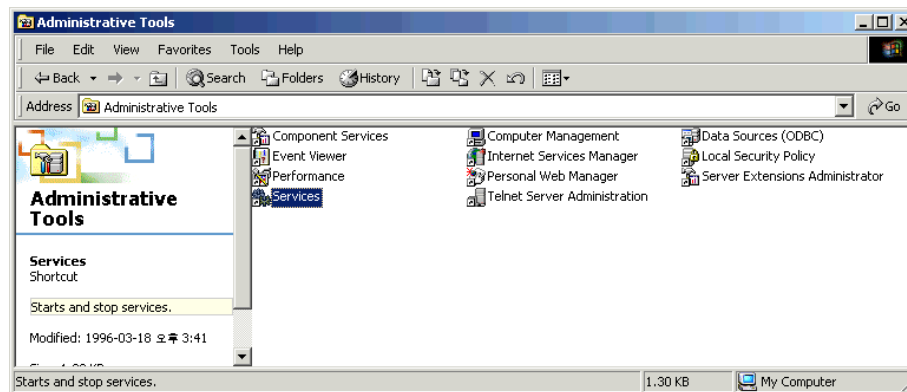 Administrative Tools
File Edit View Favorites Tools Help
Back Search Folders History
Address Administrative Tools Go
Administrative Tools
Services
Shortcut
Starts and stop services.
Modified: 1996-03-18 오후 3:41
Component Services Computer Management Data Sources (ODBC)
Event Viewer Internet Services Manager Local Security Policy
Performance Personal Web Manager Server Extensions Administrator
Services Telnet Server Administration
Starts and stop services. 1.30 KB My Computer